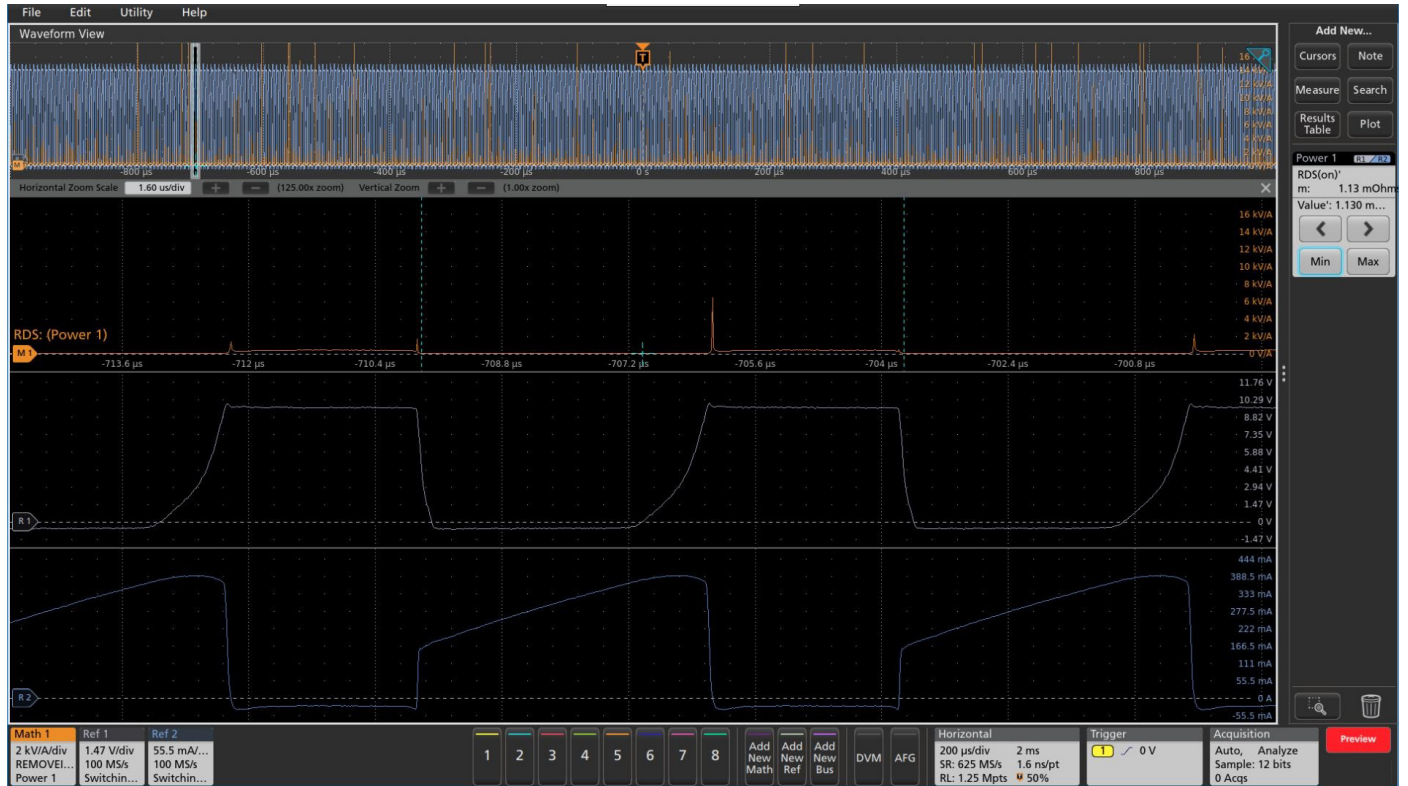 File Edit Utility Help
Waveform View
Add New...
Cursors Note
Measure Search
Results Table Plot
T
M
-800 µs -600 µs -400 µs -200 µs 0 s 200 µs 400 µs 600 µs 800 µs
Horizontal Zoom Scale 1.60 us/div + − (125.00x zoom) Vertical Zoom + − (1.00x zoom) ×
Power 1 R1 / R2
RDS(on)'
m: 1.13 mOhm
Value': 1.130 m...
< >
Min Max
16 kV/A
14 kV/A
12 kV/A
10 kV/A
8 kV/A
6 kV/A
4 kV/A
RDS: (Power 1)
2 kV/A
M 1
0 V/A
-713.6 µs -712 µs -710.4 µs -708.8 µs -707.2 µs -705.6 µs -704 µs -702.4 µs -700.8 µs
11.76 V
10.29 V
8.82 V
7.35 V
5.88 V
4.41 V
2.94 V
1.47 V
R 1
0 V
-1.47 V
444 mA
388.5 mA
333 mA
277.5 mA
222 mA
166.5 mA
111 mA
55.5 mA
R 2
0 A
-55.5 mA
Math 1
2 kV/A/div
REMOVEI...
Power 1
Ref 1
1.47 V/div
100 MS/s
Switchin...
Ref 2
55.5 mA/...
100 MS/s
Switchin...
1 2 3 4 5 6 7 8
Add New Math
Add New Ref
Add New Bus
DVM AFG
Horizontal
200 µs/div 2 ms
SR: 625 MS/s 1.6 ns/pt
RL: 1.25 Mpts 50%
Trigger
1 0 V
Acquisition
Auto, Analyze
Sample: 12 bits
0 Acqs
Preview